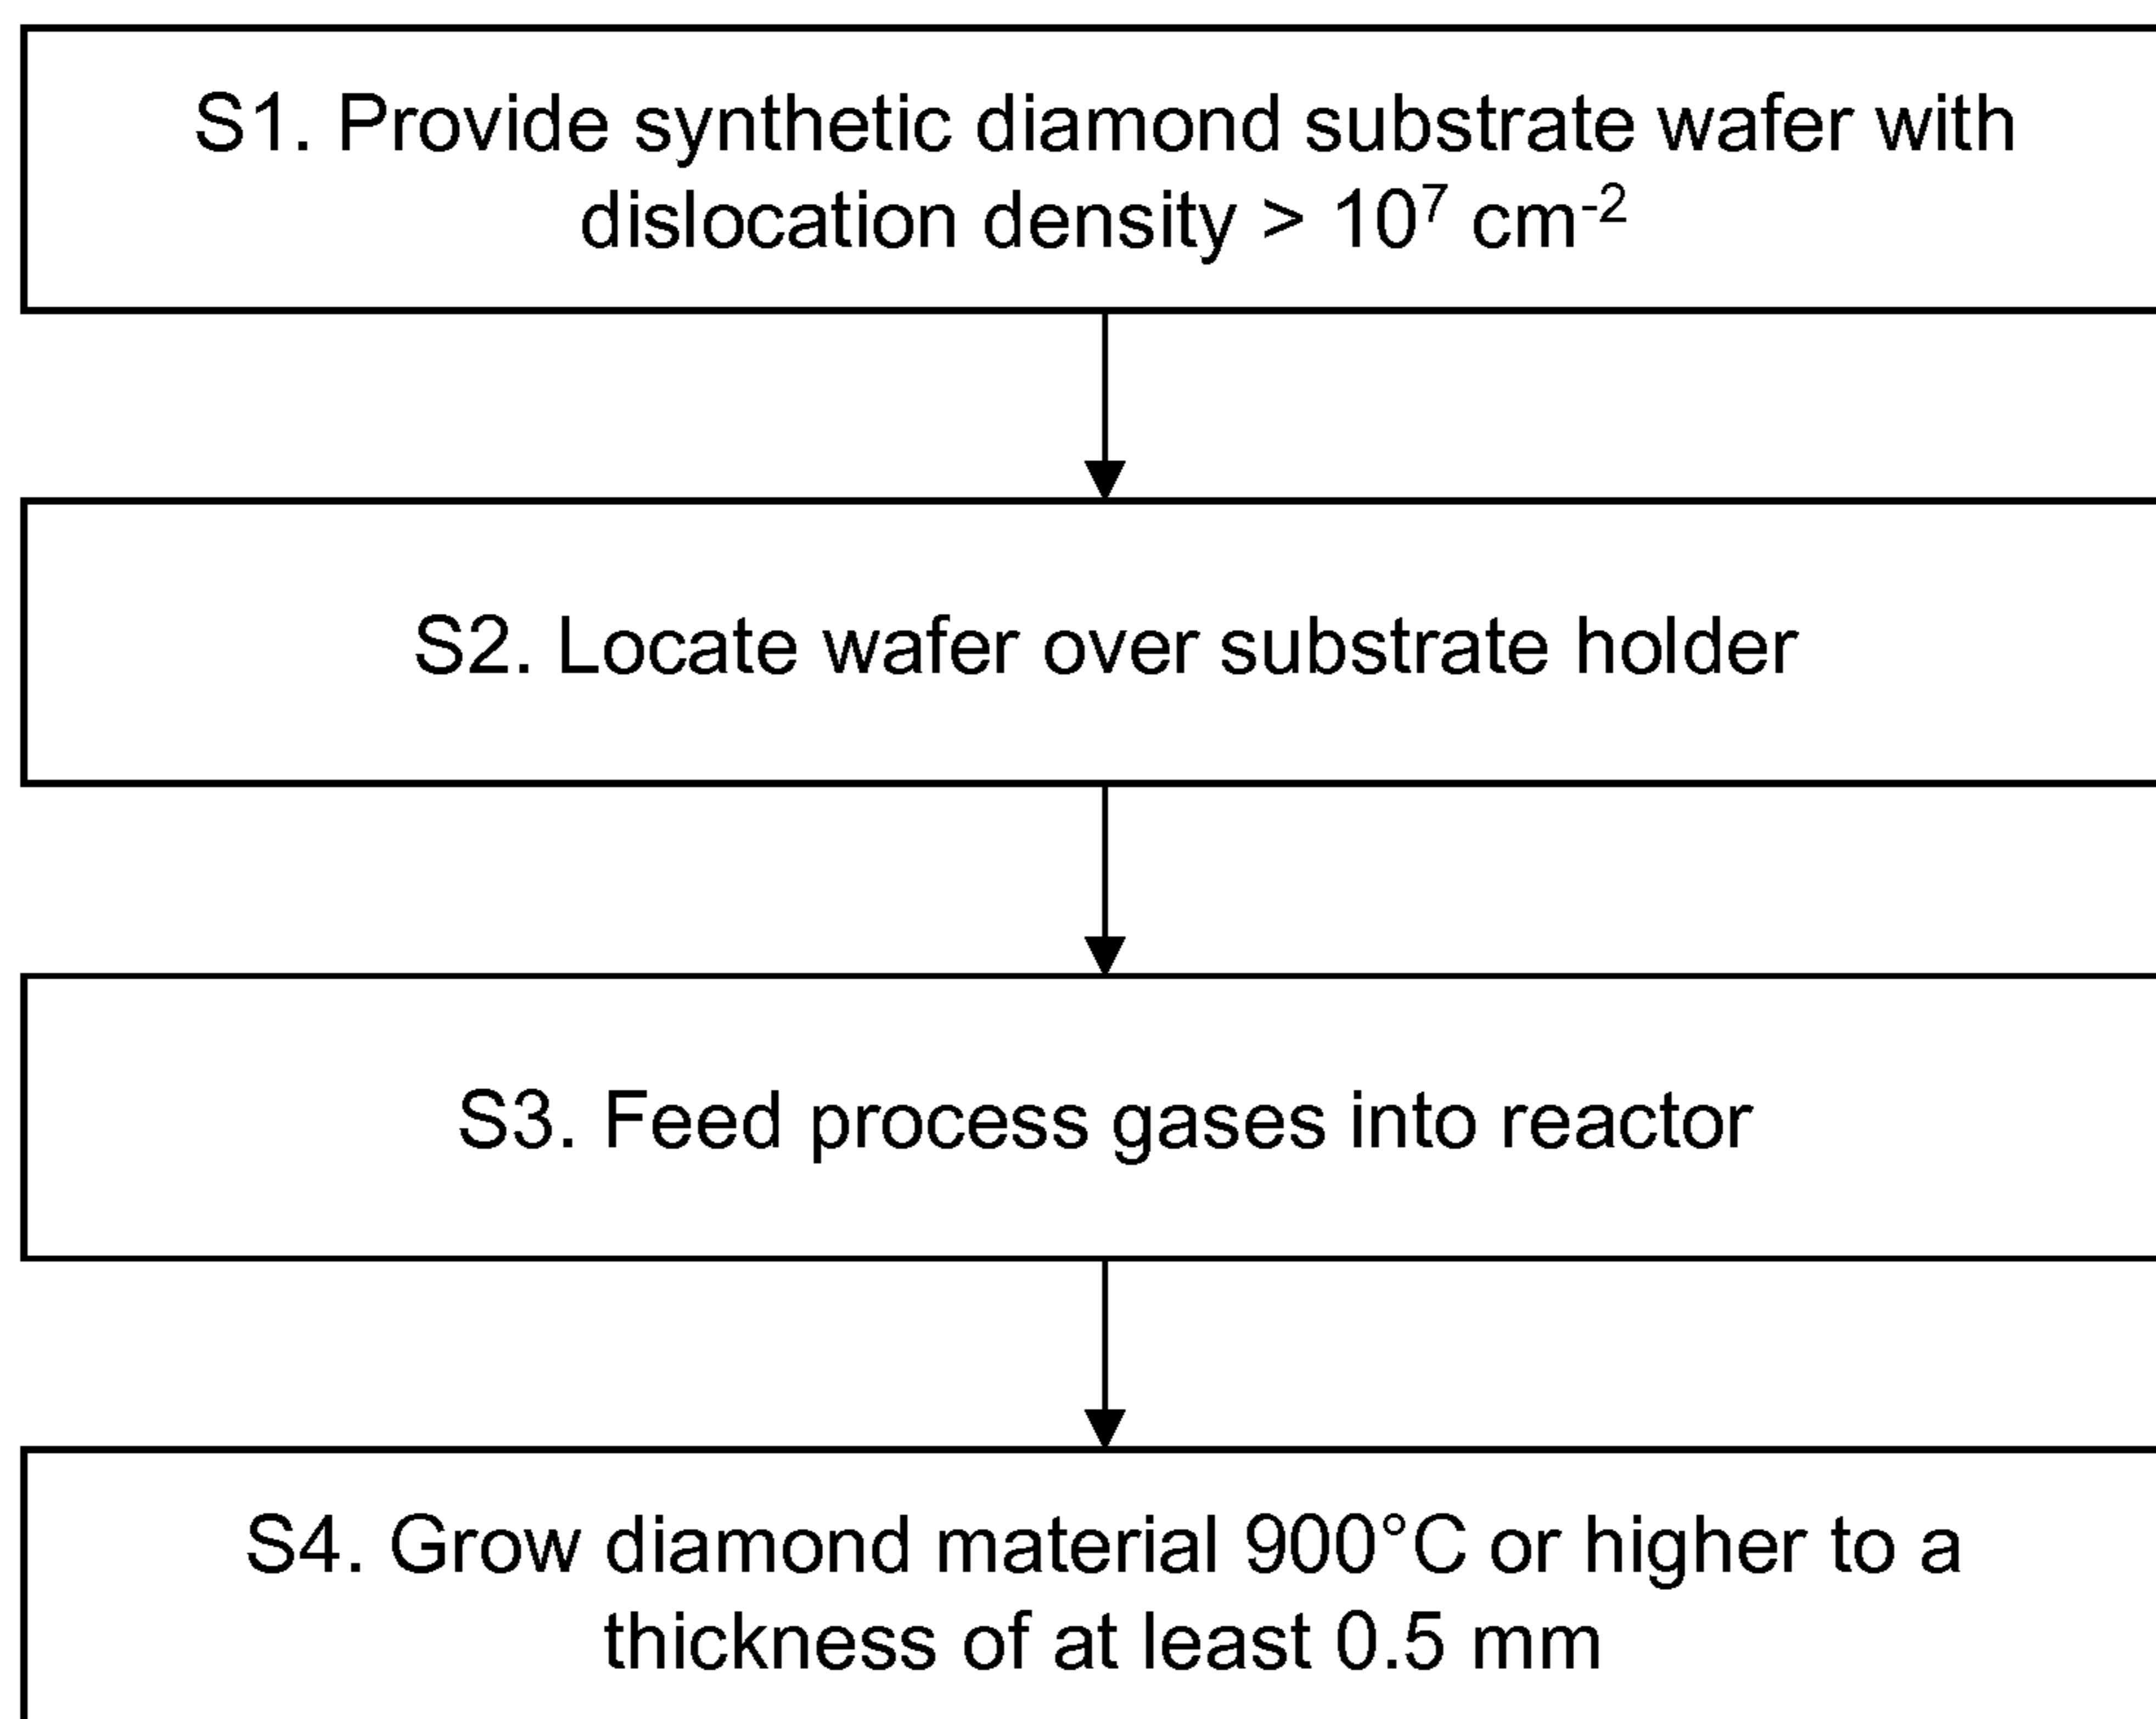 S1. Provide synthetic diamond substrate wafer with
dislocation density > 10⁷ cm⁻²
S2. Locate wafer over substrate holder
S3. Feed process gases into reactor
S4. Grow diamond material 900°C or higher to a
thickness of at least 0.5 mm